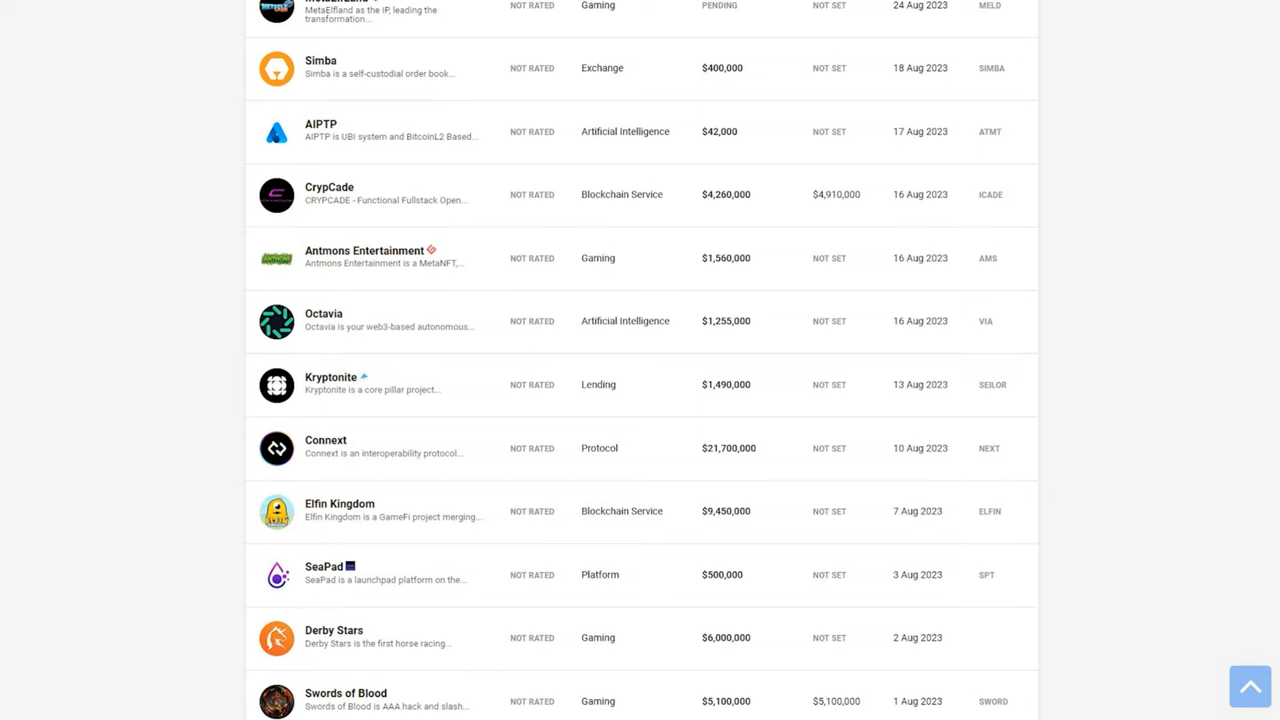 MetaElfland
MetaElfland as the IP, leading the
transformation...
NOT RATED
Gaming
PENDING
NOT SET
24 Aug 2023
MELD
Simba
Simba is a self-custodial order book...
NOT RATED
Exchange
$400,000
NOT SET
18 Aug 2023
SIMBA
AIPTP
AIPTP is UBI system and BitcoinL2 Based...
NOT RATED
Artificial Intelligence
$42,000
NOT SET
17 Aug 2023
ATMT
CrypCade
CRYPCADE - Functional Fullstack Open...
NOT RATED
Blockchain Service
$4,260,000
$4,910,000
16 Aug 2023
ICADE
Antmons Entertainment
Antmons Entertainment is a MetaNFT,...
NOT RATED
Gaming
$1,560,000
NOT SET
16 Aug 2023
AMS
Octavia
Octavia is your web3-based autonomous...
NOT RATED
Artificial Intelligence
$1,255,000
NOT SET
16 Aug 2023
VIA
Kryptonite
Kryptonite is a core pillar project...
NOT RATED
Lending
$1,490,000
NOT SET
13 Aug 2023
SEILOR
Connext
Connext is an interoperability protocol...
NOT RATED
Protocol
$21,700,000
NOT SET
10 Aug 2023
NEXT
Elfin Kingdom
Elfin Kingdom is a GameFi project merging...
NOT RATED
Blockchain Service
$9,450,000
NOT SET
7 Aug 2023
ELFIN
SeaPad
SeaPad is a launchpad platform on the...
NOT RATED
Platform
$500,000
NOT SET
3 Aug 2023
SPT
Derby Stars
Derby Stars is the first horse racing...
NOT RATED
Gaming
$6,000,000
NOT SET
2 Aug 2023
Swords of Blood
Swords of Blood is AAA hack and slash...
NOT RATED
Gaming
$5,100,000
$5,100,000
1 Aug 2023
SWORD